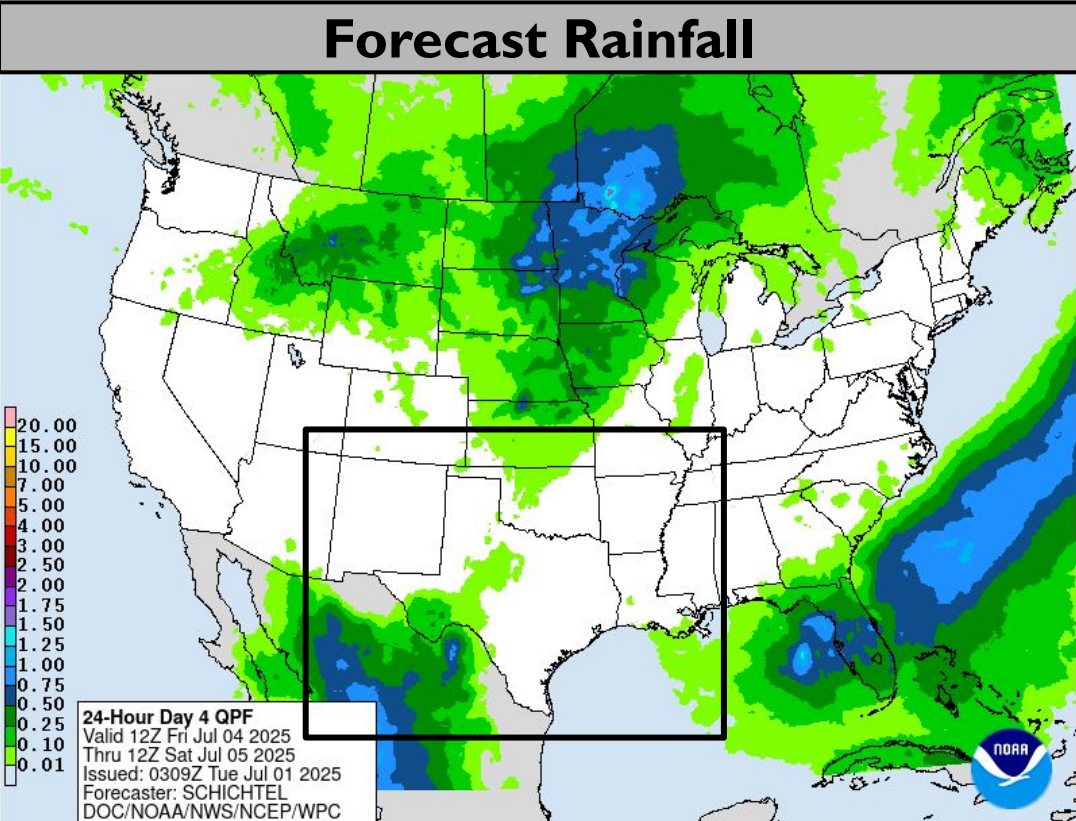 Forecast Rainfall
20.00
15.00
10.00
7.00
5.00
4.00
3.00
2.50
2.00
1.75
1.50
1.25
1.00
0.75
0.50
0.25
0.10
0.01
24-Hour Day 4 QPF
Valid 12Z Fri Jul 04 2025
Thru 12Z Sat Jul 05 2025
Issued: 0309Z Tue Jul 01 2025
Forecaster: SCHICHTEL
DOC/NOAA/NWS/NCEP/WPC
NOAA